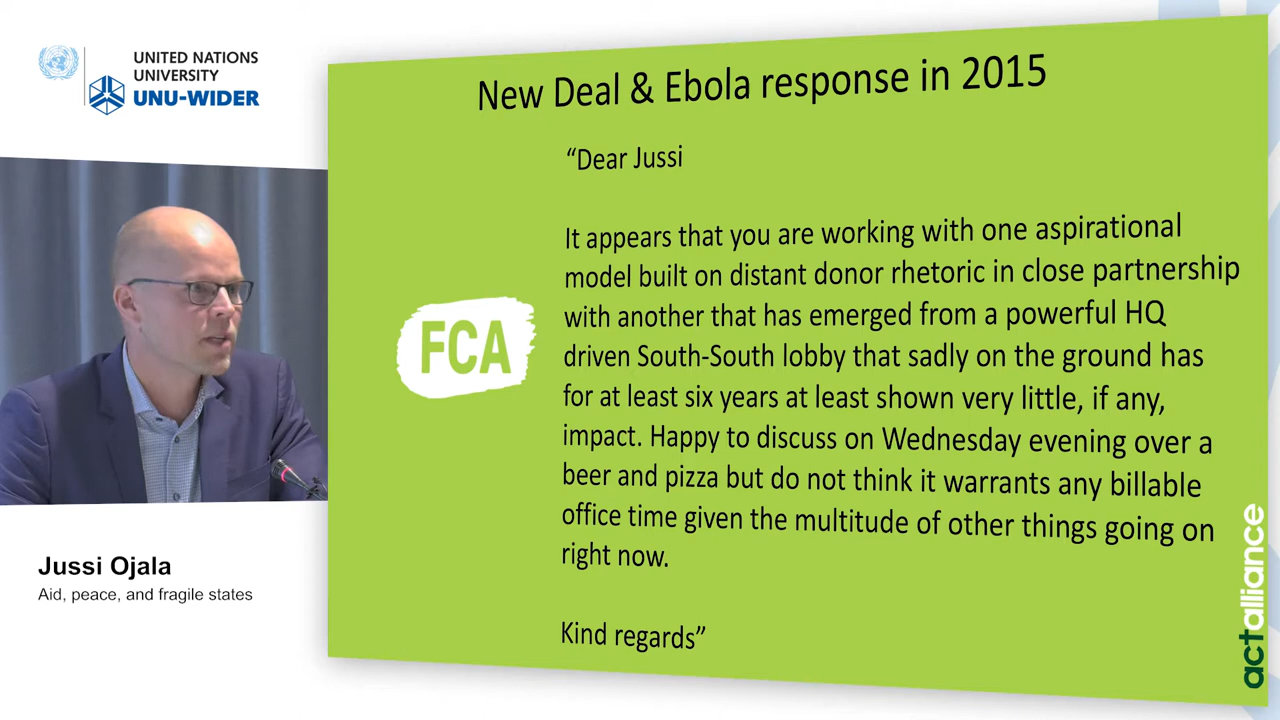 UNITED NATIONS
UNIVERSITY
UNU-WIDER
New Deal & Ebola response in 2015
“Dear Jussi
It appears that you are working with one aspirational
model built on distant donor rhetoric in close partnership
with another that has emerged from a powerful HQ
driven South-South lobby that sadly on the ground has
for at least six years at least shown very little, if any,
impact. Happy to discuss on Wednesday evening over a
beer and pizza but do not think it warrants any billable
office time given the multitude of other things going on
right now.
Kind regards”
FCA
actalliance
Jussi Ojala
Aid, peace, and fragile states